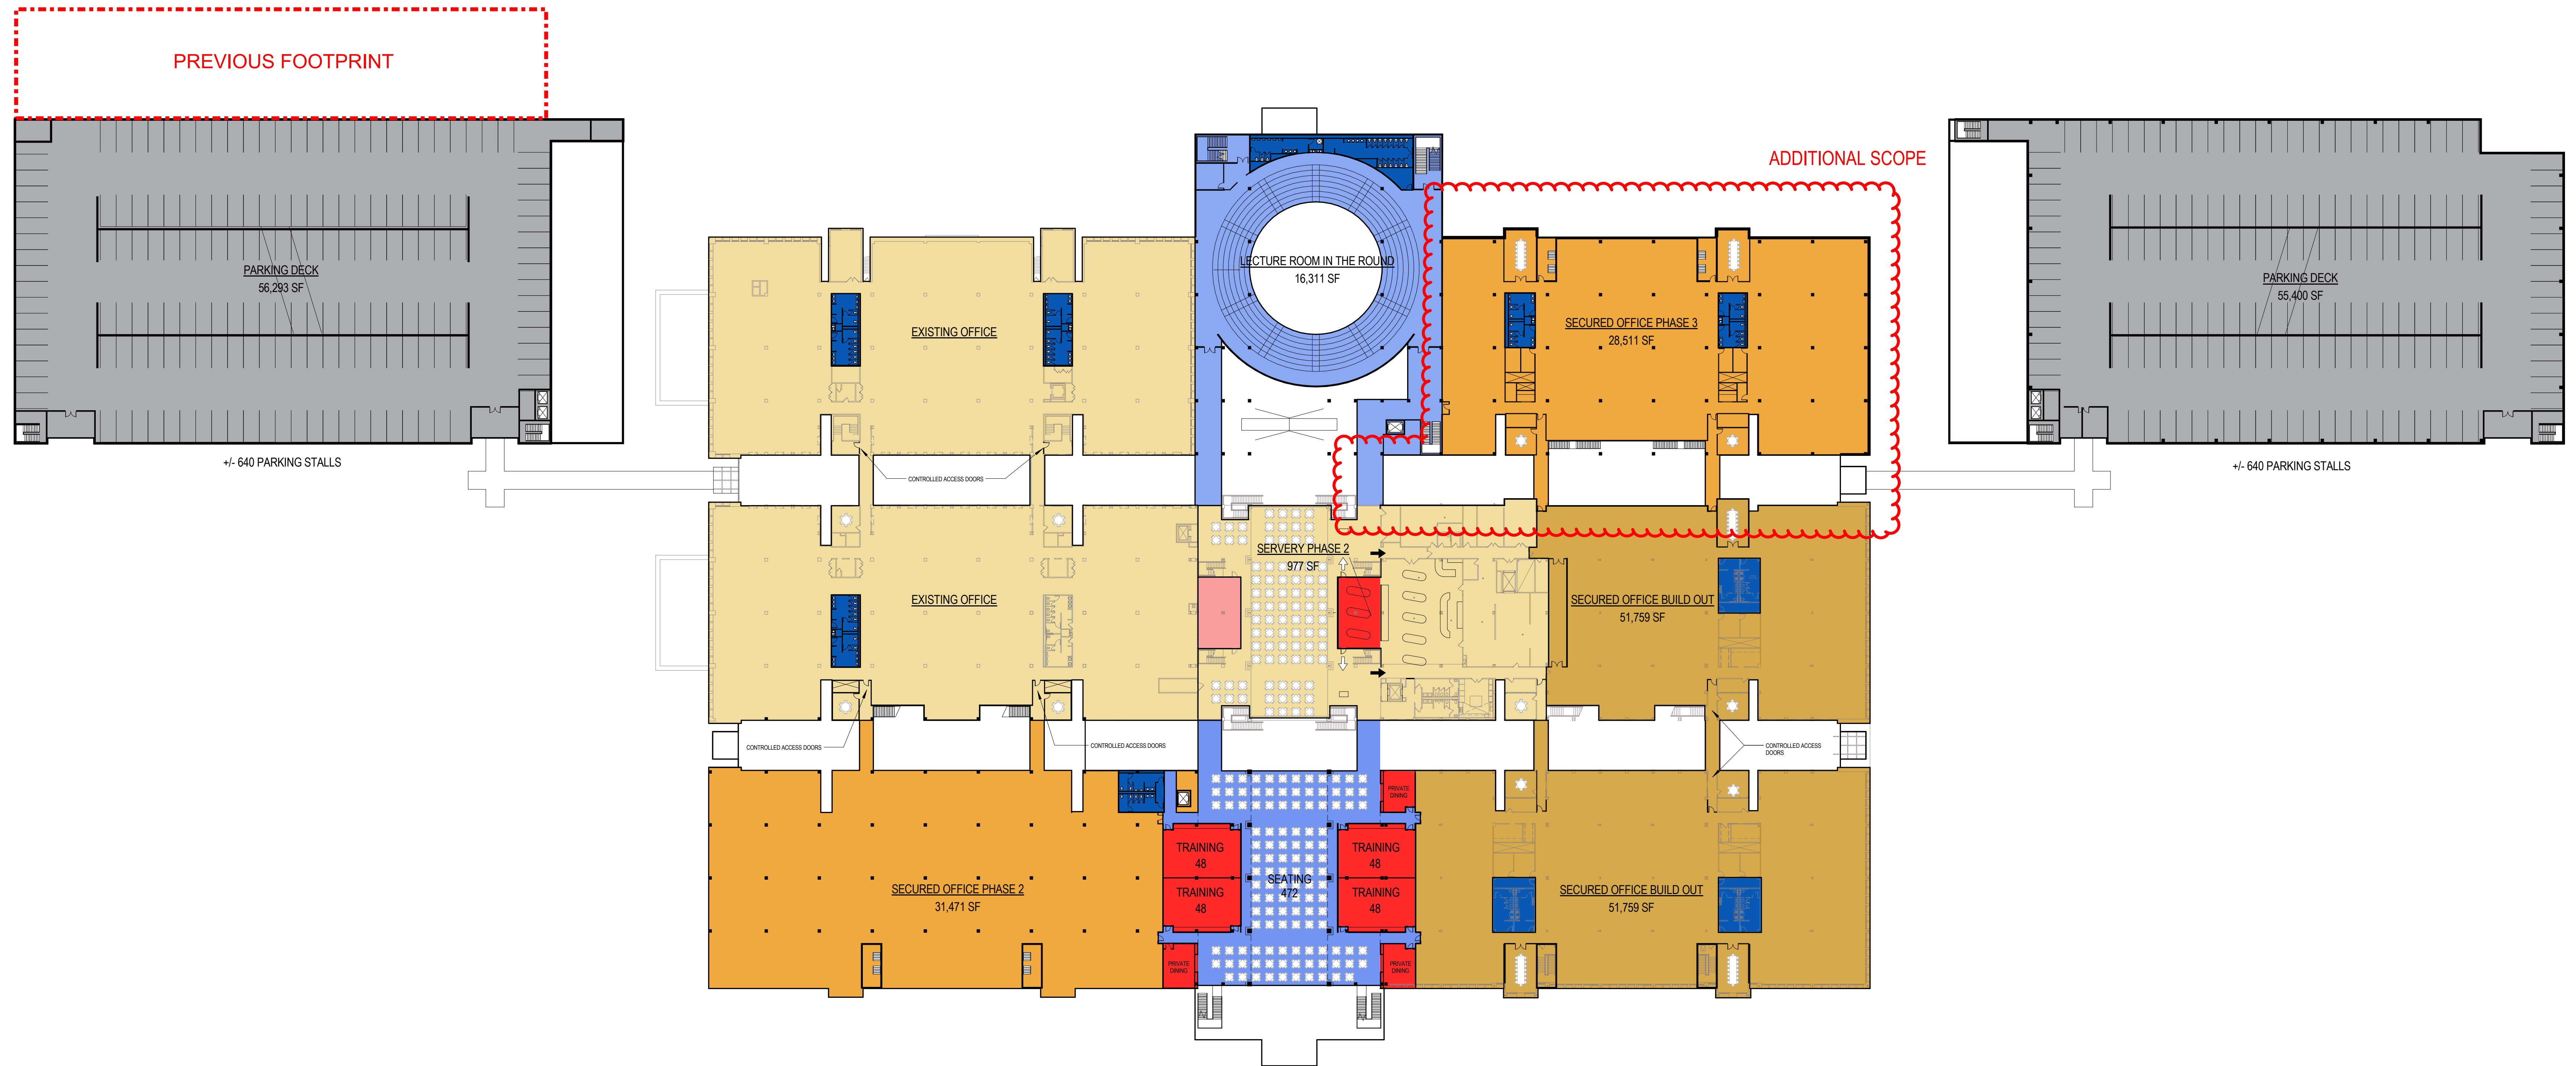 PREVIOUS FOOTPRINT
ADDITIONAL SCOPE
PARKING DECK
56,293 SF
+/- 640 PARKING STALLS
LECTURE ROOM IN THE ROUND
16,311 SF
PARKING DECK
55,400 SF
+/- 640 PARKING STALLS
EXISTING OFFICE
SECURED OFFICE PHASE 3
28,511 SF
CONTROLLED ACCESS DOORS
SERVERY PHASE 2
977 SF
EXISTING OFFICE
SECURED OFFICE BUILD OUT
51,759 SF
CONTROLLED ACCESS DOORS
CONTROLLED ACCESS DOORS
CONTROLLED ACCESS
DOORS
PRIVATE
DINING
TRAINING
48
TRAINING
48
SEATING
472
TRAINING
48
TRAINING
48
SECURED OFFICE PHASE 2
31,471 SF
SECURED OFFICE BUILD OUT
51,759 SF
PRIVATE
DINING
PRIVATE
DINING